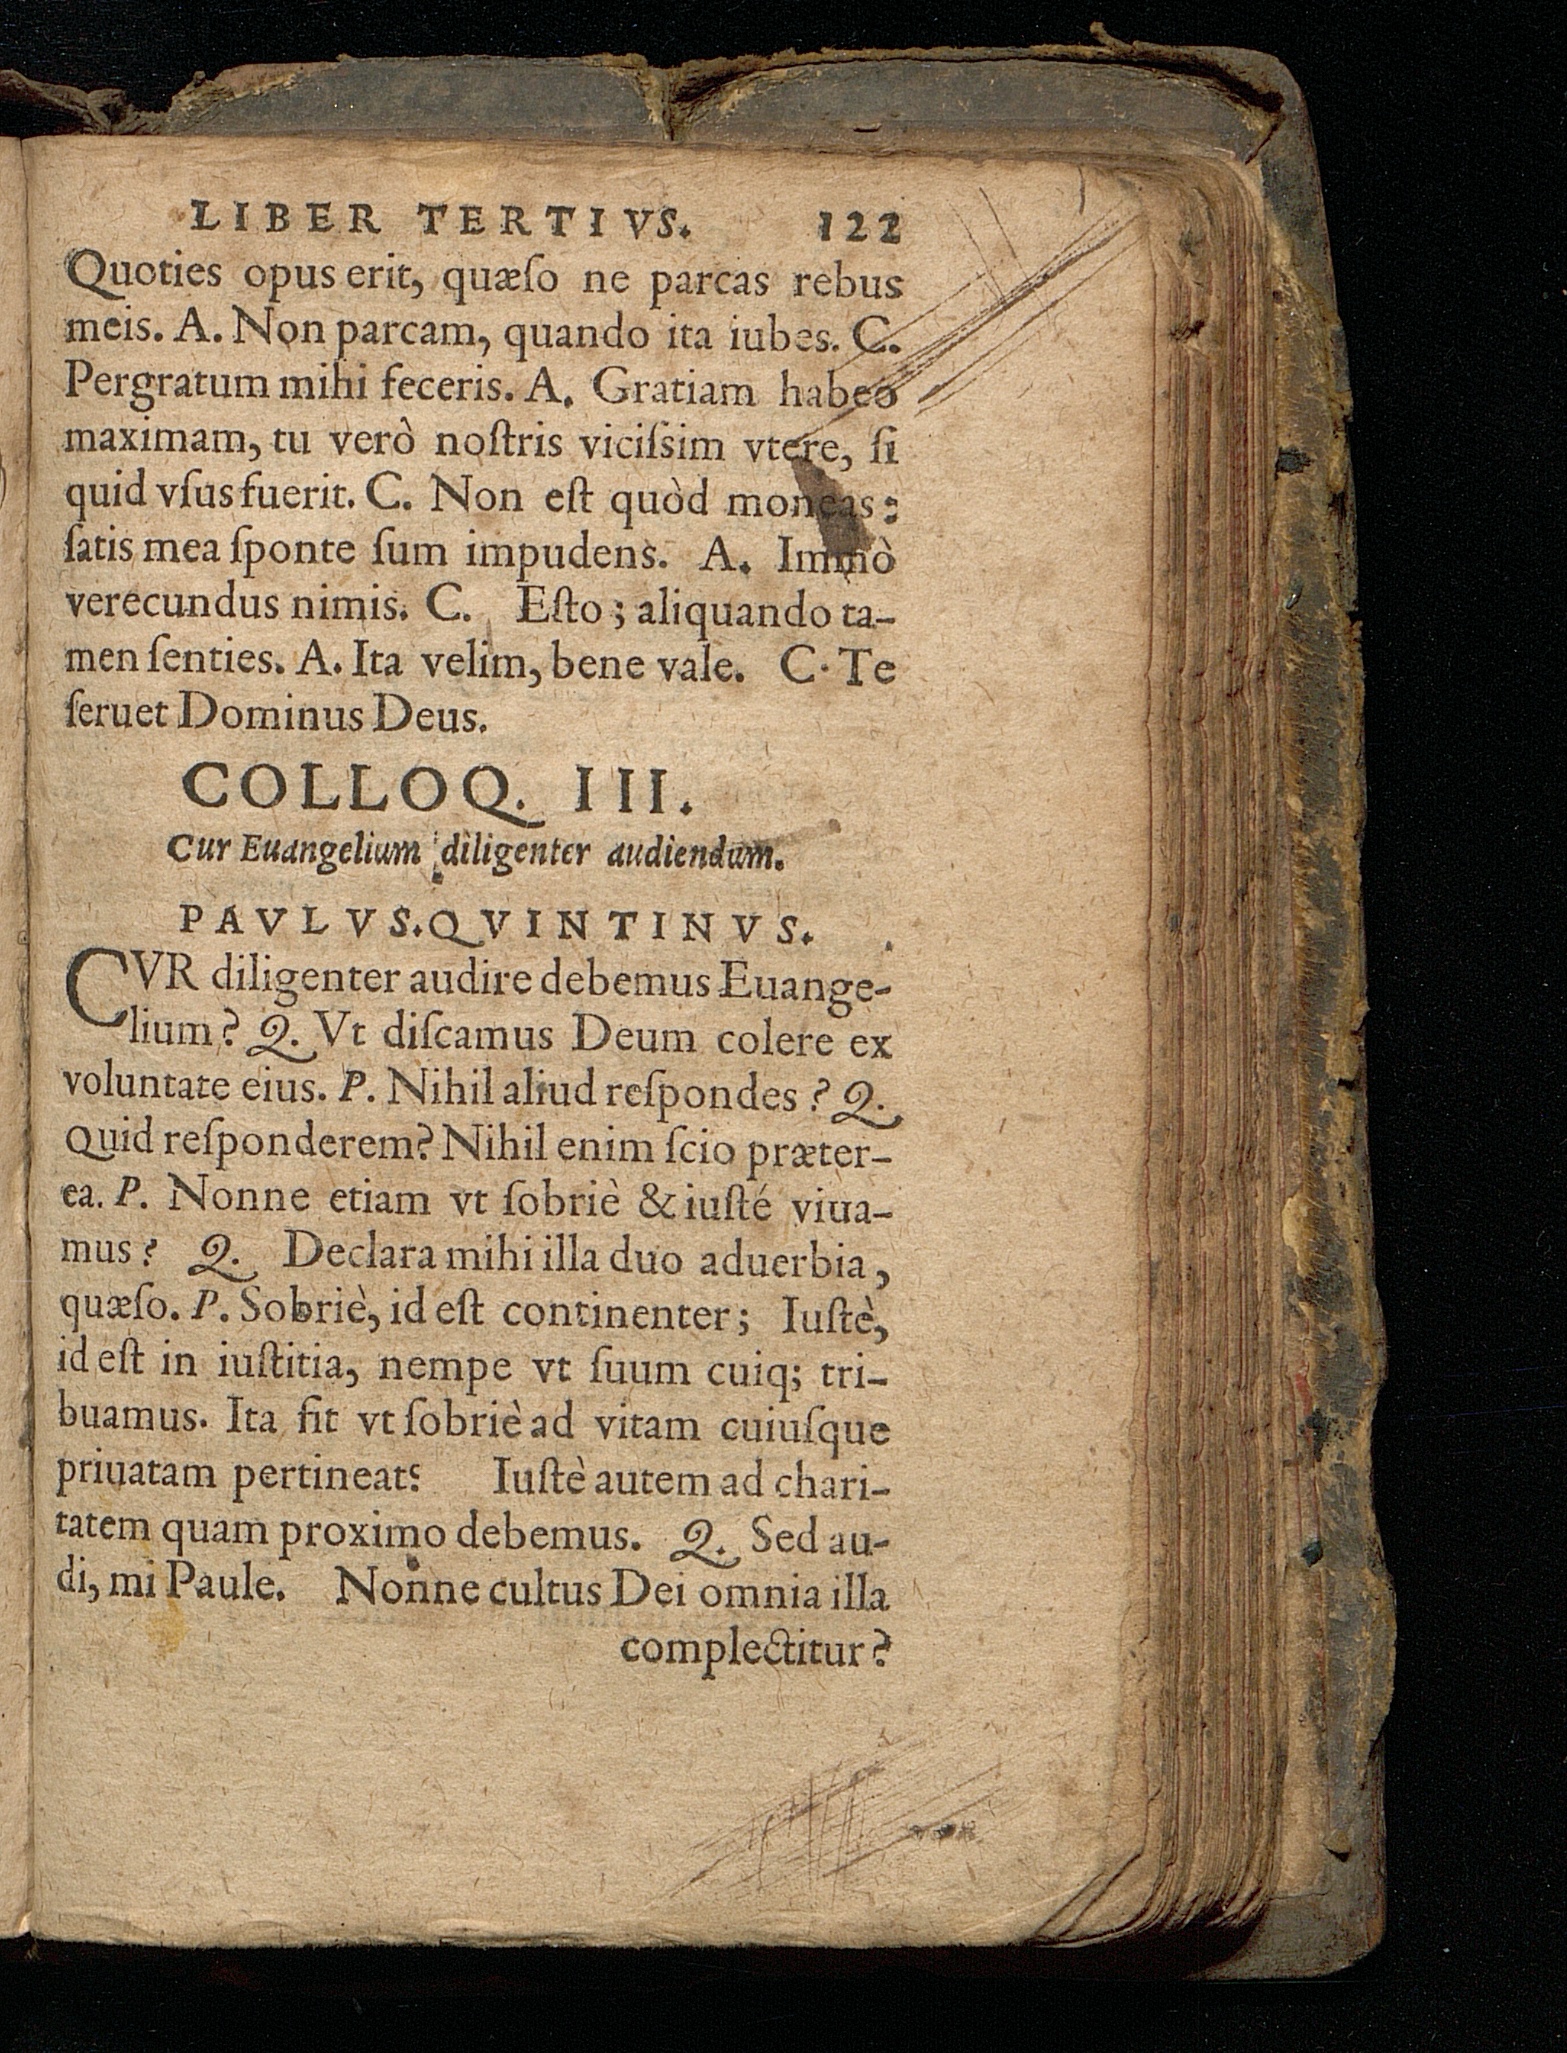 LIBER TERTIVS. 122
Quoties opus erit, quæſo ne parcas rebus
meis. A. Non parcam, quando ita iubes. C.
Pergratum mihi feceris. A. Gratiam habeo
maximam, tu verò noſtris viciſsim vtere, ſi
quid vſus fuerit. C. Non eſt quòd moneas:
ſatis mea ſponte ſum impudens. A. Immò
verecundus nimis. C. Eſto; aliquando ta-
men ſenties. A. Ita velim, bene vale. C. Te
ſeruet Dominus Deus.
COLLOQ. III.
Cur Euangelium diligenter audiendum.
PAVLVS. QVINTINVS.
CVR diligenter audire debemus Euange-
lium? Q. Vt diſcamus Deum colere ex
voluntate eius. P. Nihil aliud reſpondes? Q.
Quid reſponderem? Nihil enim ſcio præter-
ea. P. Nonne etiam vt ſobriè & iuſté viua-
mus? Q. Declara mihi illa duo aduerbia,
quæſo. P. Sobriè, id eſt continenter; Iuſtè,
id eſt in iuſtitia, nempe vt ſuum cuiq; tri-
buamus. Ita fit vt ſobriè ad vitam cuiuſque
priuatam pertineat: Iuſtè autem ad chari-
tatem quam proximo debemus. Q. Sed au-
di, mi Paule. Nonne cultus Dei omnia illa
complectitur?